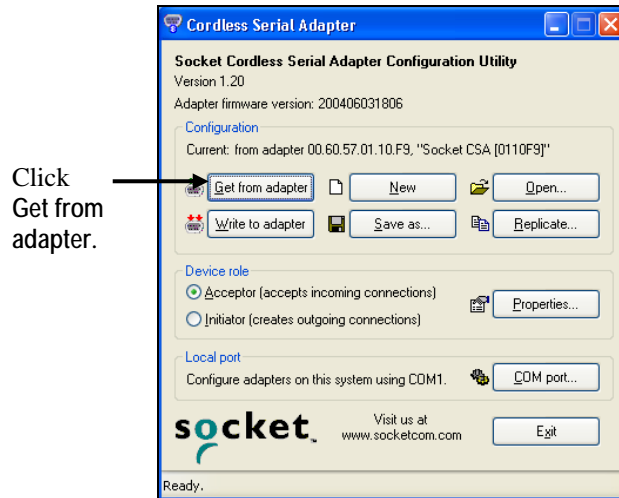 Cordless Serial Adapter
Socket Cordless Serial Adapter Configuration Utility
Version 1.20
Adapter firmware version: 200406031806
Configuration
Current: from adapter 00.60.57.01.10.F9, "Socket CSA [0110F9]"
Click
Get from
adapter.
Get from adapter New Open...
Write to adapter Save as... Replicate...
Device role
Acceptor (accepts incoming connections)
Initiator (creates outgoing connections)
Properties...
Local port
Configure adapters on this system using COM1. COM port...
socket™
Visit us at
www.socketcom.com
Exit
Ready.